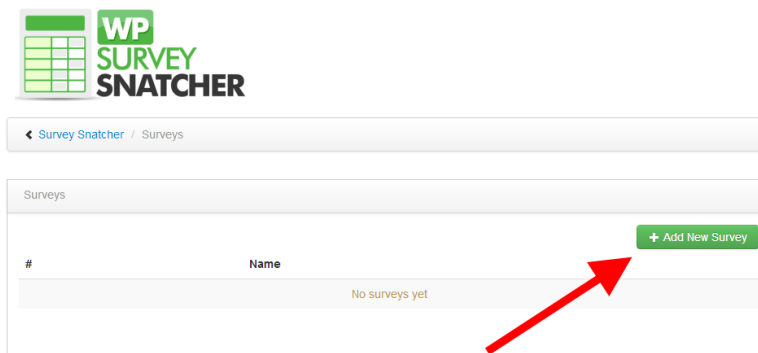 WP
SURVEY
SNATCHER
Survey Snatcher / Surveys
Surveys
+ Add New Survey
# Name
No surveys yet